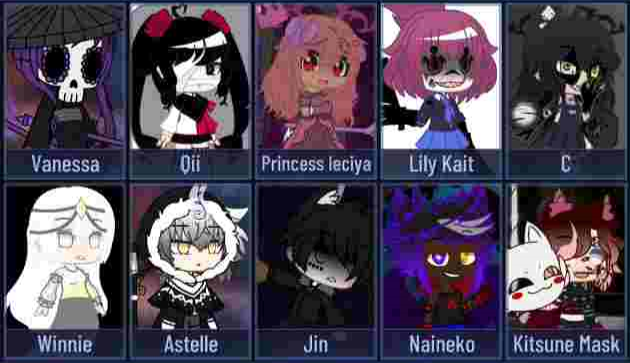 Vanessa
Qii
Princess leciya
Lily Kait
C
Winnie
Astelle
Jin
Naineko
Kitsune Mask